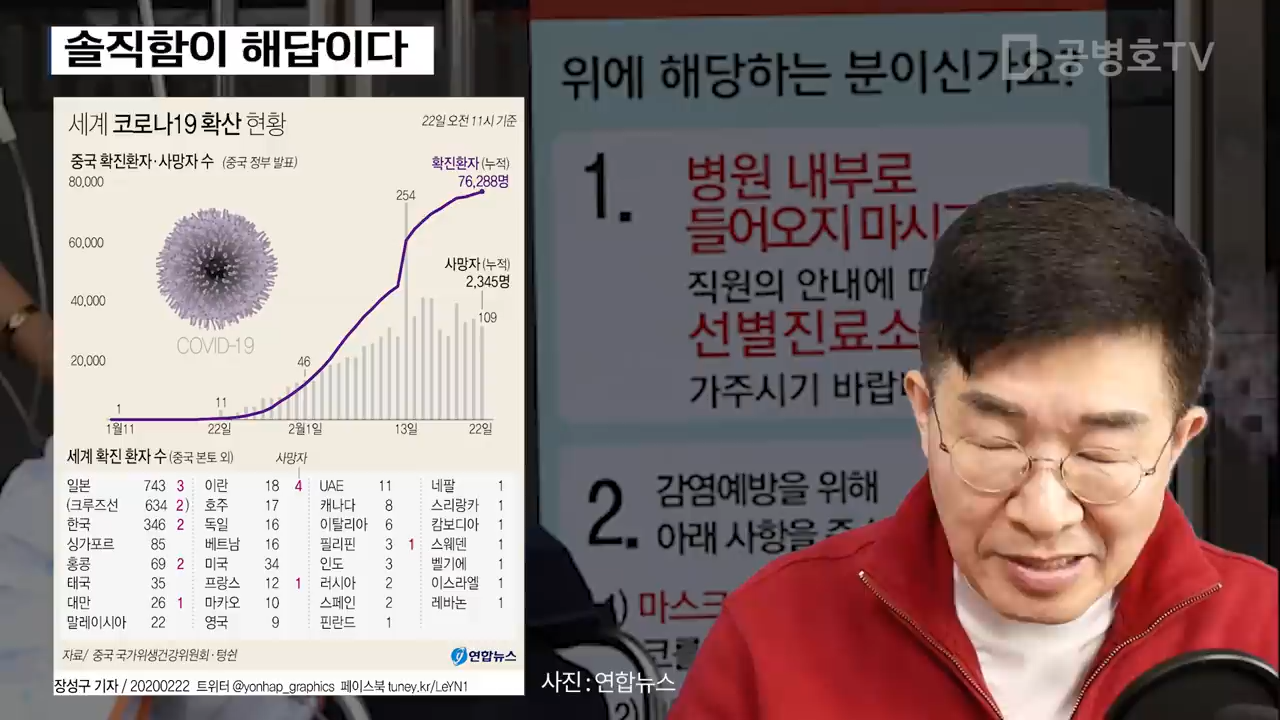 솔직함이 해답이다
공병호TV
위에 해당하는 분이신가요?
세계 코로나19 확산 현황
22일 오전 11시 기준
중국 확진환자·사망자 수 (중국 정부 발표)
확진환자 (누적)
76,288명
80,000
60,000
40,000
20,000
254
사망자 (누적)
2,345명
109
46
11
1
COVID-19
1월11 22일 2월1일 13일 22일
세계 확진 환자 수 (중국 본토 외) 사망자
일본 743 3 이란 18 4 UAE 11 네팔 1
(크루즈선 634 2) 호주 17 캐나다 8 스리랑카 1
한국 346 2 독일 16 이탈리아 6 캄보디아 1
싱가포르 85 베트남 16 필리핀 3 1 스웨덴 1
홍콩 69 2 미국 34 인도 3 벨기에 1
태국 35 프랑스 12 1 러시아 2 이스라엘 1
대만 26 1 마카오 10 스페인 2 레바논 1
말레이시아 22 영국 9 핀란드 1
자료/ 중국 국가위생건강위원회·텅쉰
연합뉴스
장성구 기자 / 20200222 트위터 @yonhap_graphics 페이스북 tuney.kr/LeYN1
1. 병원 내부로
들어오지 마시
직원의 안내에
선별진료소
가주시기 바랍
2. 감염예방을 위해
아래 사항을
1) 마스크
사진 : 연합뉴스